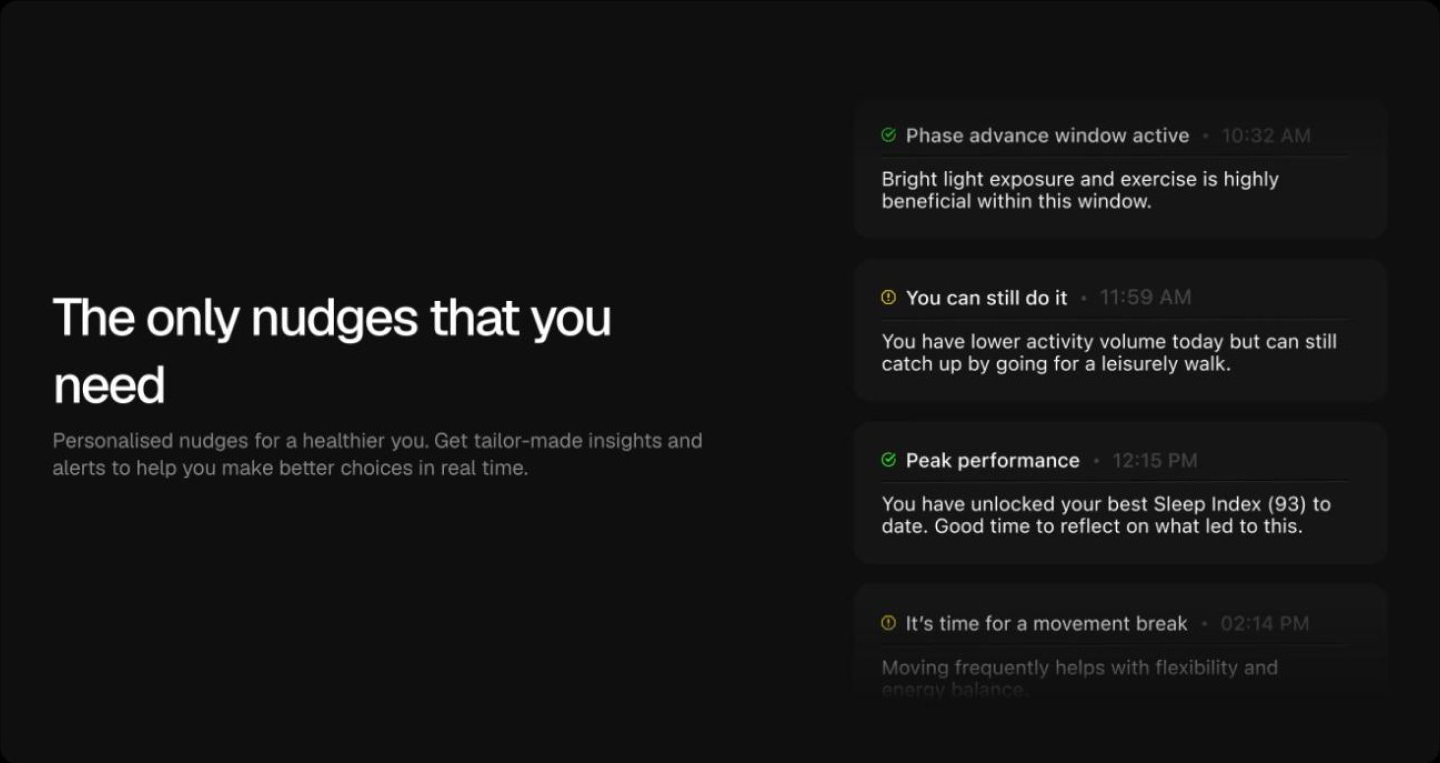 The only nudges that you
need
Personalised nudges for a healthier you. Get tailor-made insights and
alerts to help you make better choices in real time.
Phase advance window active • 10:32 AM
Bright light exposure and exercise is highly
beneficial within this window.
You can still do it • 11:59 AM
You have lower activity volume today but can still
catch up by going for a leisurely walk.
Peak performance • 12:15 PM
You have unlocked your best Sleep Index (93) to
date. Good time to reflect on what led to this.
It’s time for a movement break • 02:14 PM
Moving frequently helps with flexibility and
energy balance.